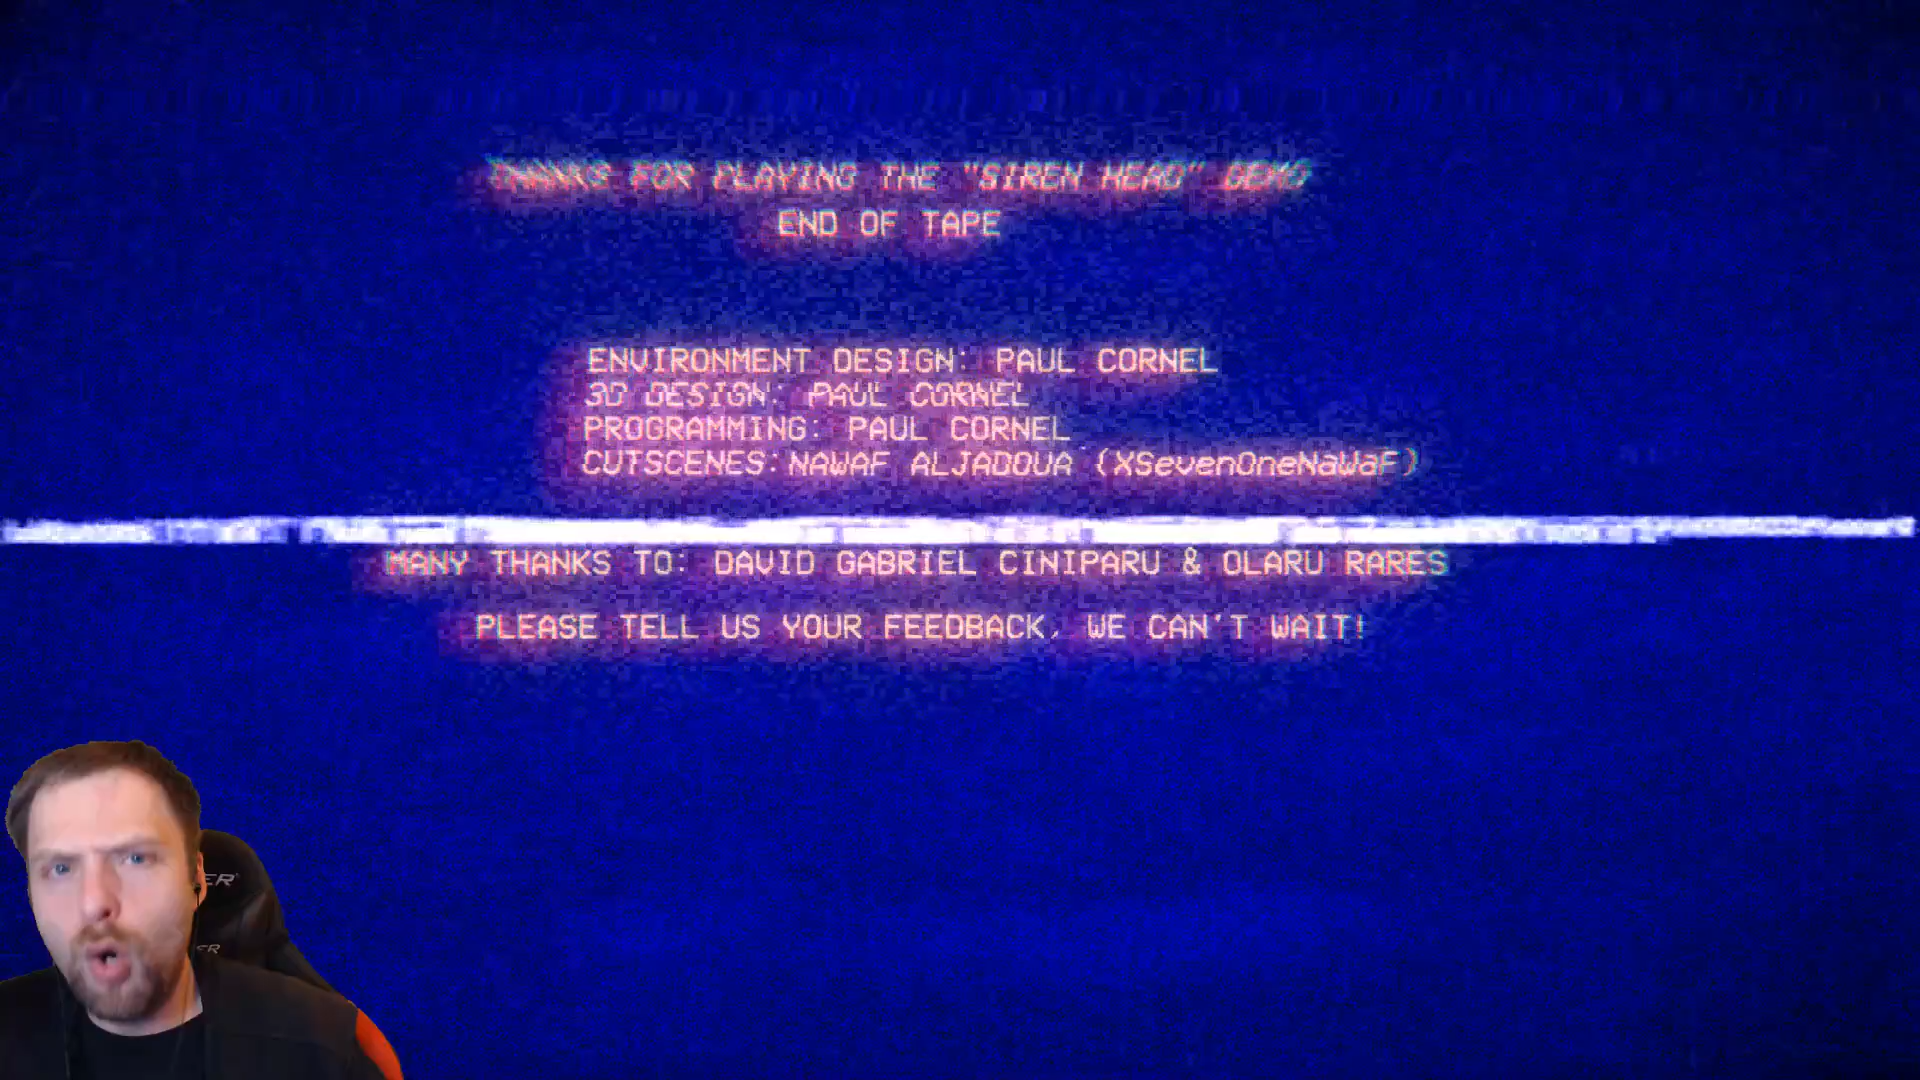 THANKS FOR PLAYING THE "SIREN HEAD" DEMO
END OF TAPE
ENVIRONMENT DESIGN: PAUL CORNEL
3D DESIGN: PAUL CORNEL
PROGRAMMING: PAUL CORNEL
CUTSCENES: NAWAF ALJADOUA (XSevenOneNaWaF)
MANY THANKS TO: DAVID GABRIEL CINIPARU & OLARU RARES
PLEASE TELL US YOUR FEEDBACK, WE CAN'T WAIT!